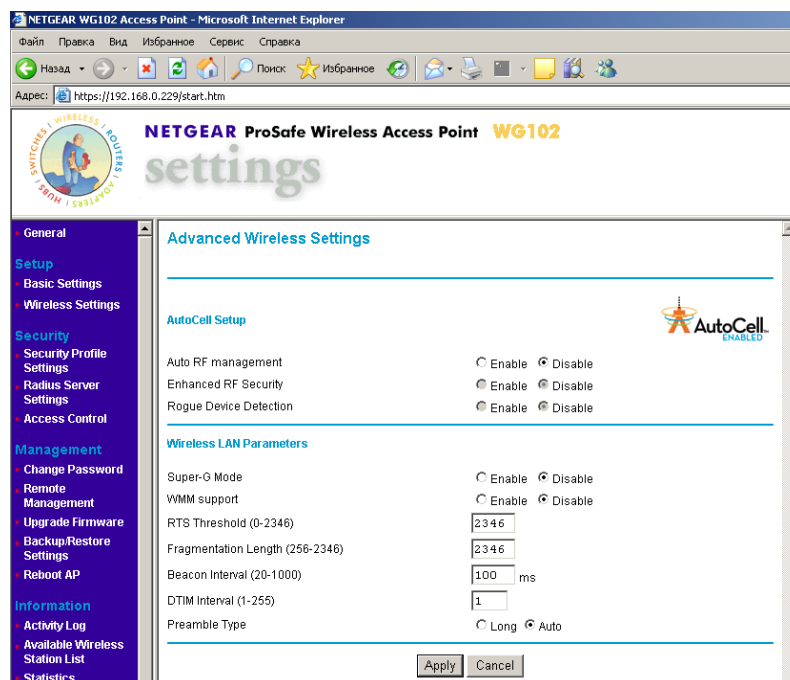 NETGEAR WG102 Access Point - Microsoft Internet Explorer
Файл Правка Вид Избранное Сервис Справка
Назад Поиск Избранное
Адрес: https://192.168.0.229/start.htm
WIRELESS ROUTERS ADAPTERS HUBS SWITCHES
NETGEAR ProSafe Wireless Access Point WG102
settings
General
Setup
Basic Settings
Wireless Settings
Security
Security Profile
Settings
Radius Server
Settings
Access Control
Management
Change Password
Remote
Management
Upgrade Firmware
Backup/Restore
Settings
Reboot AP
Information
Activity Log
Available Wireless
Station List
Statistics
Advanced Wireless Settings
AutoCell Setup
AutoCell
ENABLED
Auto RF management Enable Disable
Enhanced RF Security Enable Disable
Rogue Device Detection Enable Disable
Wireless LAN Parameters
Super-G Mode Enable Disable
WMM support Enable Disable
RTS Threshold (0-2346) 2346
Fragmentation Length (256-2346) 2346
Beacon Interval (20-1000) 100 ms
DTIM Interval (1-255) 1
Preamble Type Long Auto
Apply Cancel